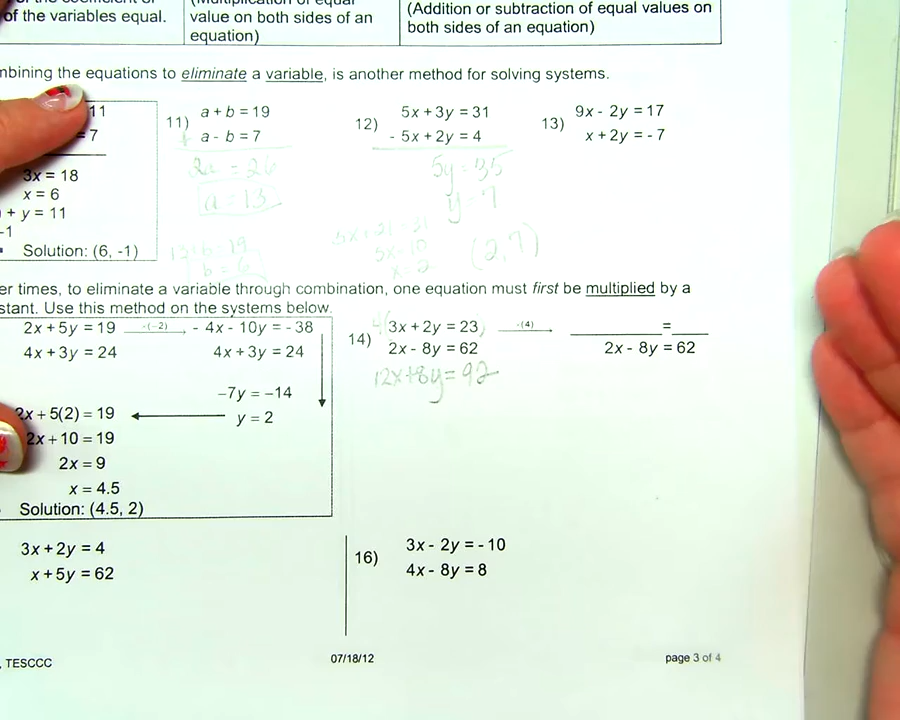 of the variables equal.
value on both sides of an equation)
(Addition or subtraction of equal values on both sides of an equation)
the equations to eliminate a variable, is another method for solving systems.
11
= 7
3x = 18
x = 6
+ y = 11
-1
Solution: (6, -1)
11)
a + b = 19
a - b = 7
2a = 26
a = 13
13 + b = 19
b = 6
12)
5x + 3y = 31
- 5x + 2y = 4
5y = 35
y = 7
5x + 21 = 31
5x = 10
x = 2
(2, 7)
13)
9x - 2y = 17
x + 2y = - 7
times, to eliminate a variable through combination, one equation must first be multiplied by a
Use this method on the systems below.
2x + 5y = 19
·(−2)
- 4x - 10y = - 38
4x + 3y = 24
4x + 3y = 24
−7y = −14
y = 2
2x + 5(2) = 19
2x + 10 = 19
2x = 9
x = 4.5
Solution: (4.5, 2)
14)
4(3x + 2y = 23)
·(4)
=
2x - 8y = 62
2x - 8y = 62
12x + 8y = 92
3x + 2y = 4
x + 5y = 62
16)
3x - 2y = - 10
4x - 8y = 8
, TESCCC
07/18/12
page 3 of 4